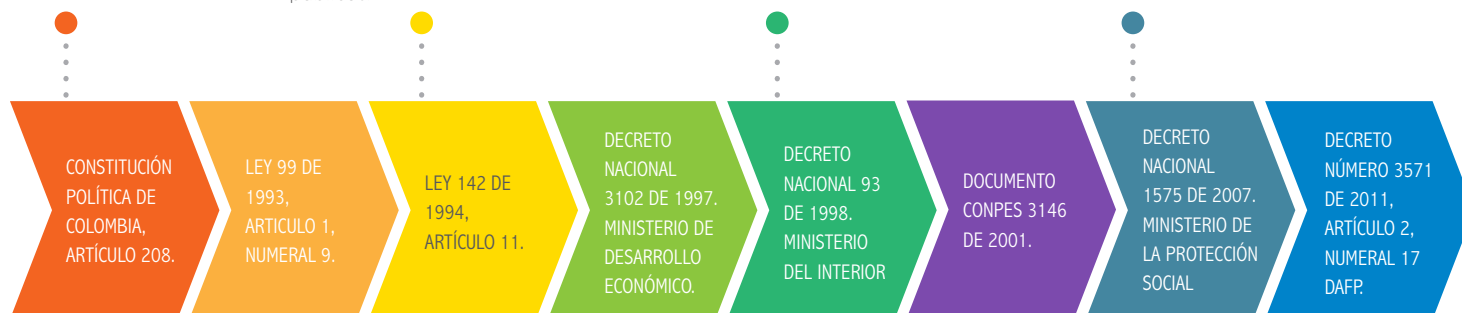 CONSTITUCIÓN
POLÍTICA DE
COLOMBIA,
ARTÍCULO 208.
LEY 99 DE
1993,
ARTICULO 1,
NUMERAL 9.
LEY 142 DE
1994,
ARTÍCULO 11.
DECRETO
NACIONAL
3102 DE 1997.
MINISTERIO DE
DESARROLLO
ECONÓMICO.
DECRETO
NACIONAL 93
DE 1998.
MINISTERIO
DEL INTERIOR
DOCUMENTO
CONPES 3146
DE 2001.
DECRETO
NACIONAL
1575 DE 2007.
MINISTERIO DE
LA PROTECCIÓN
SOCIAL
DECRETO
NÚMERO 3571
DE 2011,
ARTÍCULO 2,
NUMERAL 17
DAFP.